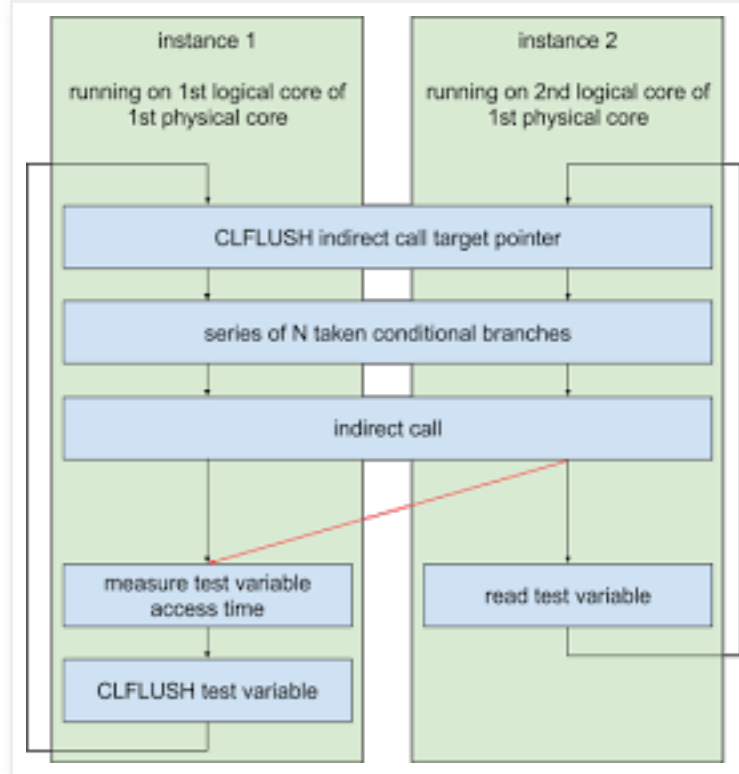 instance 1
running on 1st logical core of
1st physical core
instance 2
running on 2nd logical core of
1st physical core
CLFLUSH indirect call target pointer
series of N taken conditional branches
indirect call
measure test variable
access time
read test variable
CLFLUSH test variable